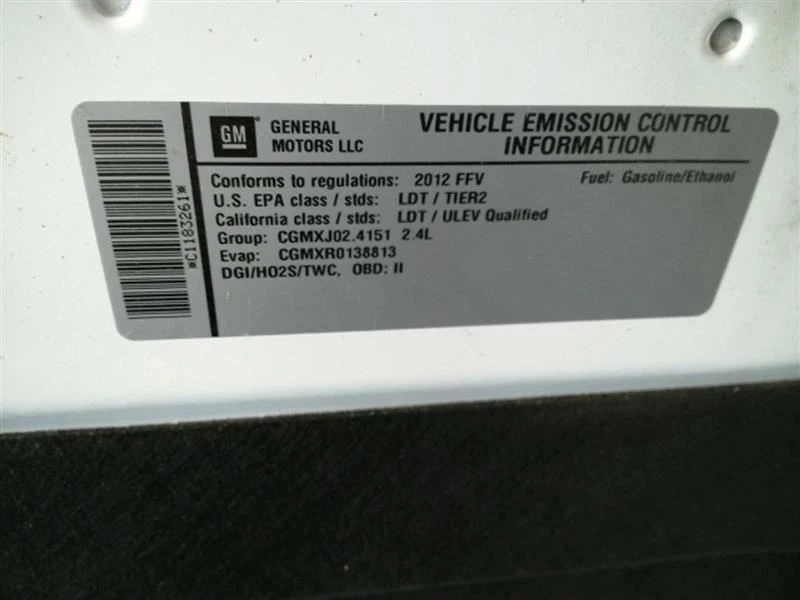 GM
GENERAL
MOTORS LLC
VEHICLE EMISSION CONTROL
INFORMATION
Conforms to regulations: 2012 FFV
Fuel: Gasoline/Ethanol
U.S. EPA class / stds: LDT / TIER2
California class / stds: LDT / ULEV Qualified
Group: CGMXJ02.4151 2.4L
Evap: CGMXR0138813
DGI/HO2S/TWC, OBD: II
*C1183261*